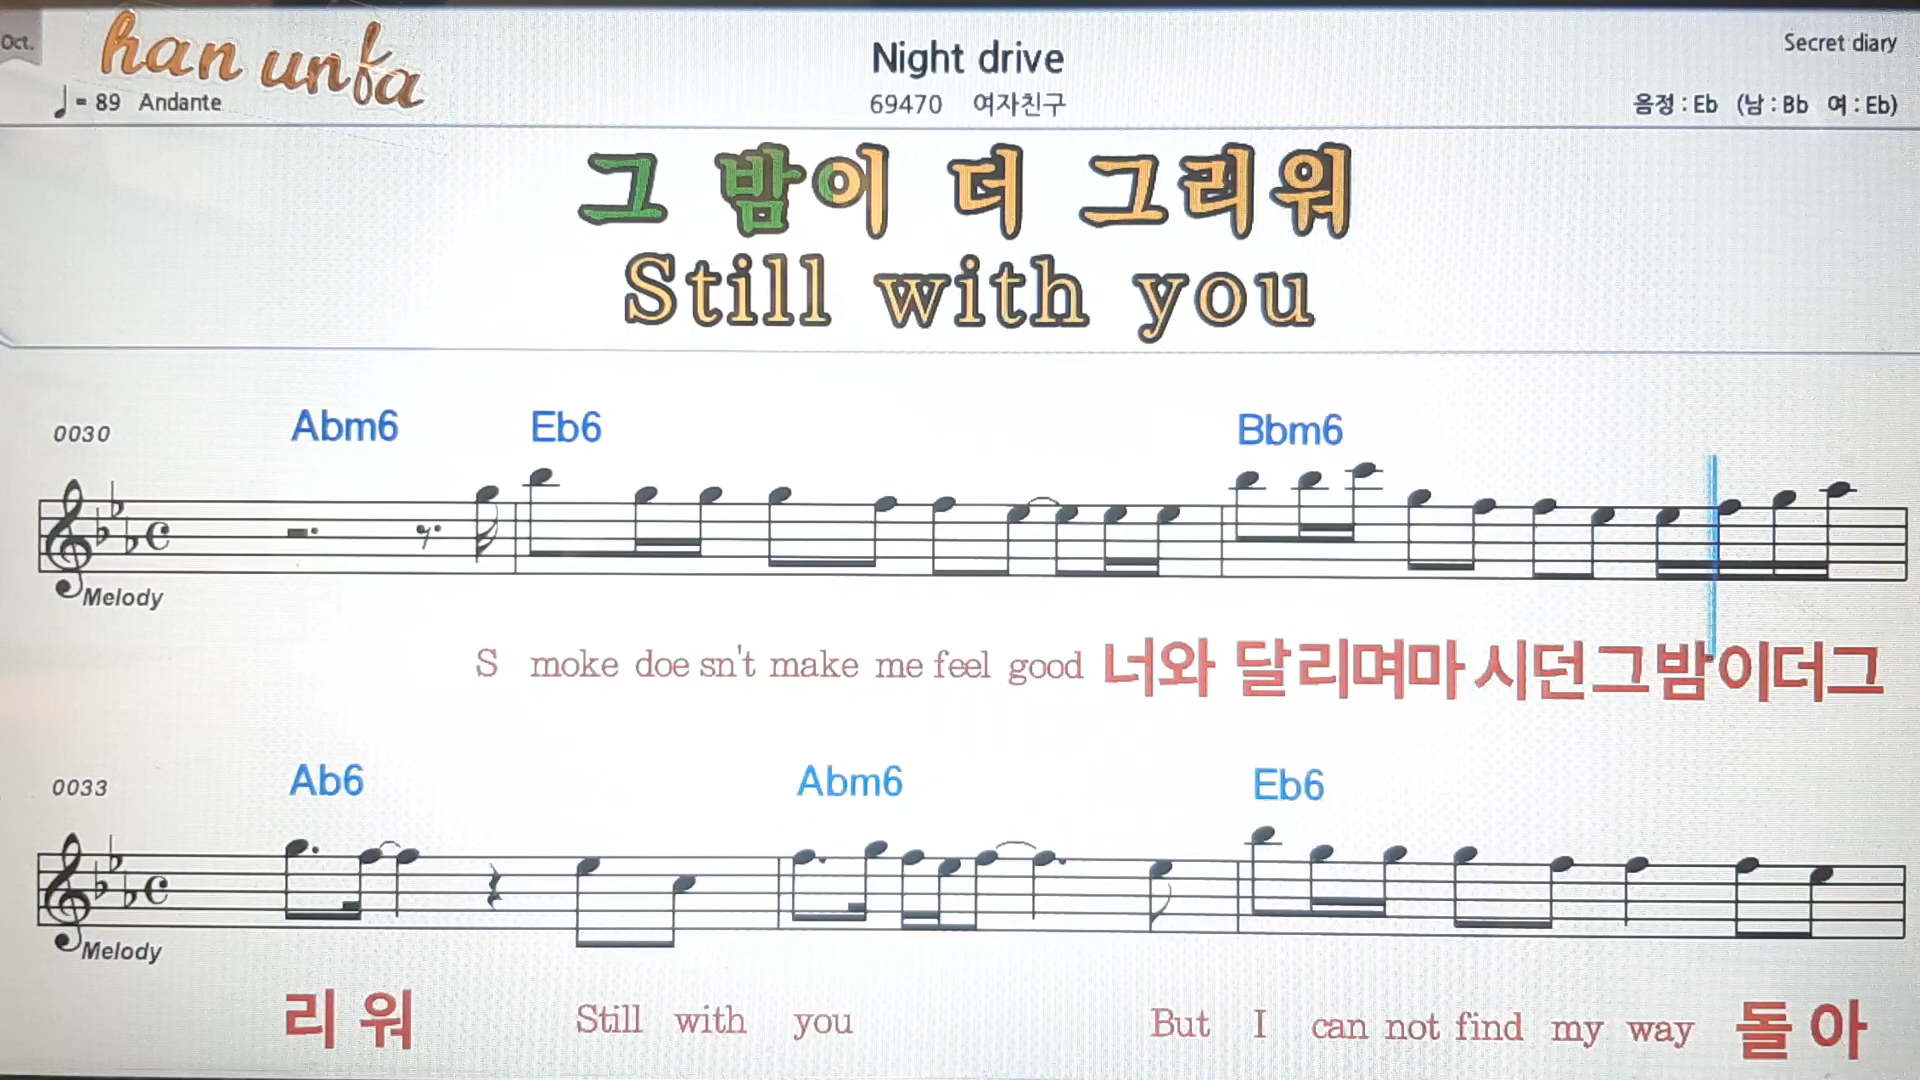 Oct.
han unfa
Night drive
Secret diary
♩ = 89 Andante
69470 여자친구
음정 : Eb (남 : Bb 여 : Eb)
그 밤이 더 그리워
Still with you
0030 Abm6 Eb6 Bbm6
Melody
S moke doe sn't make me feel good 너와 달리며마 시던그밤이더그
0033 Ab6 Abm6 Eb6
Melody
리 워 Still with you But I can not find my way 돌 아